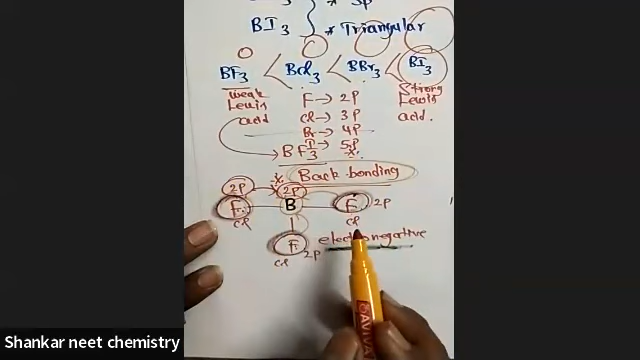 3p
BI3 * Triangular
BF3 < BCl3 < BBr3 < BI3
weak Lewis acid
F → 2P
Cl → 3P
Br → 4P
I → 5P
Strong Lewis acid.
BF3
Back bonding
2P 2P
F B F 2P
Cl Cl
F electronegative
Cl 2P
Shankar neet chemistry